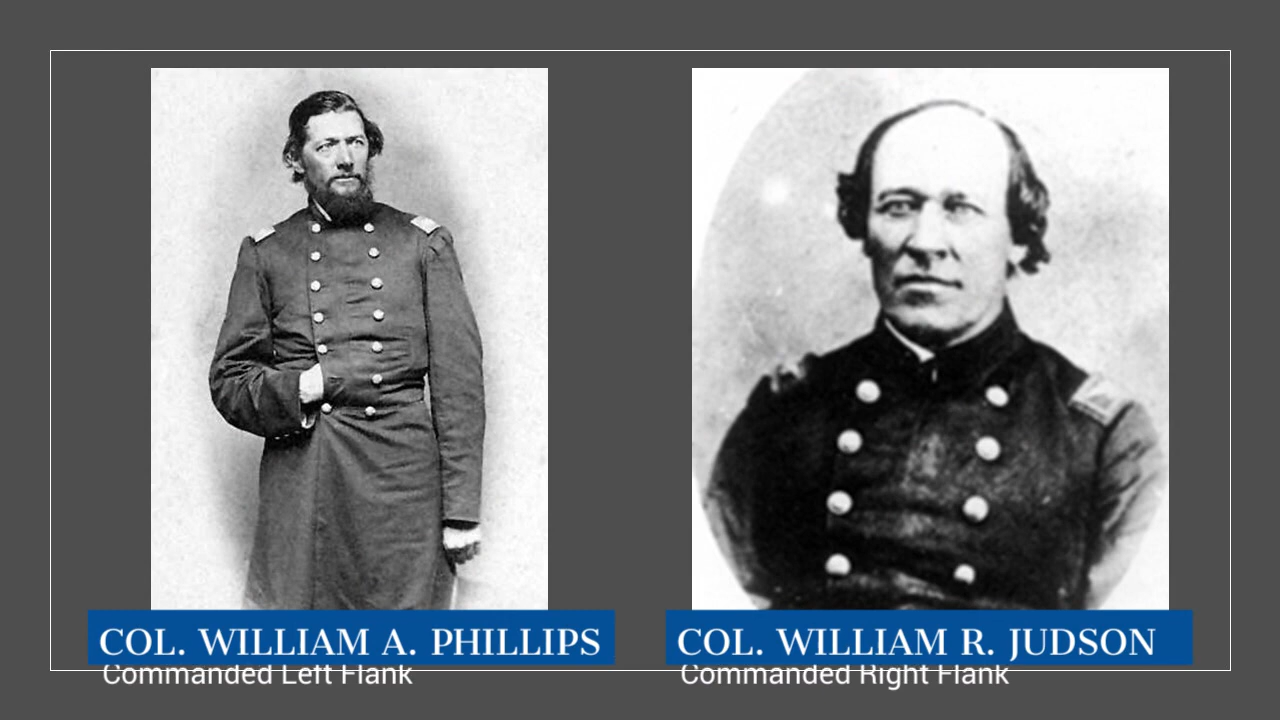 COL. WILLIAM A. PHILLIPS
Commanded Left Flank
COL. WILLIAM R. JUDSON
Commanded Right Flank